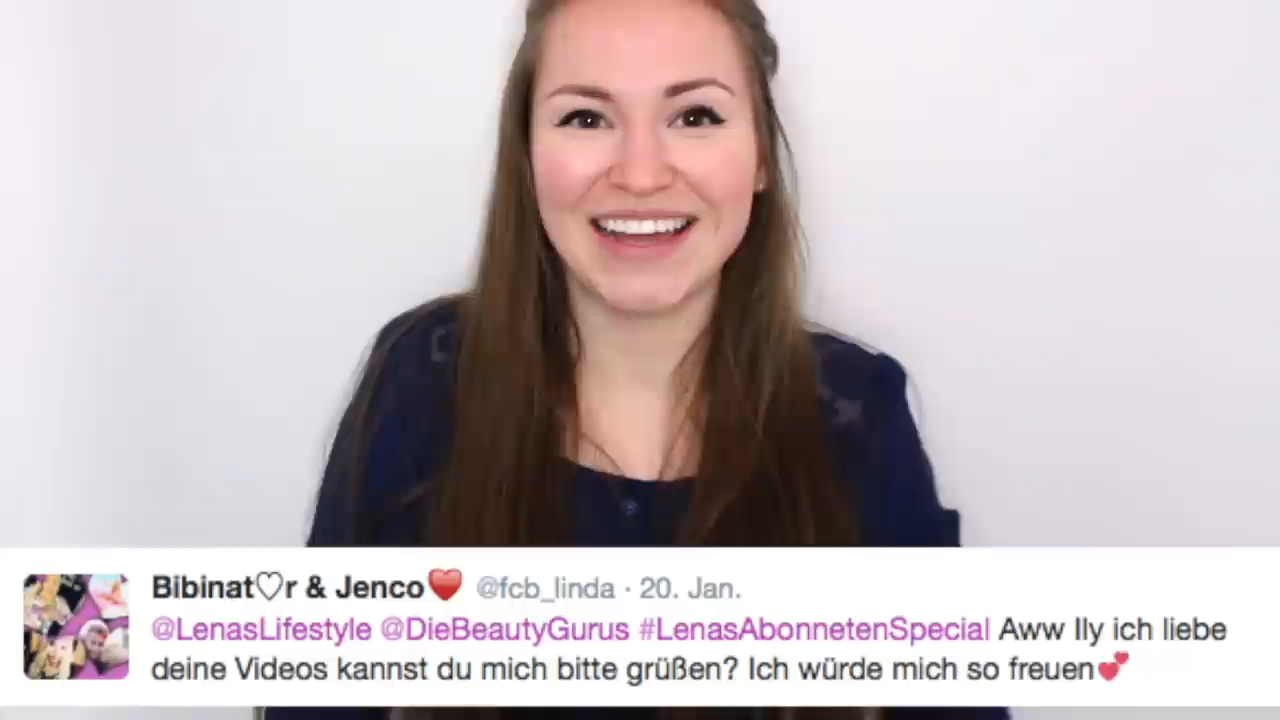 Bibinat♡r & Jenco❤️ @fcb_linda · 20. Jan.
@LenasLifestyle @DieBeautyGurus #LenasAbonnetenSpecial Aww Ily ich liebe
deine Videos kannst du mich bitte grüßen? Ich würde mich so freuen💕